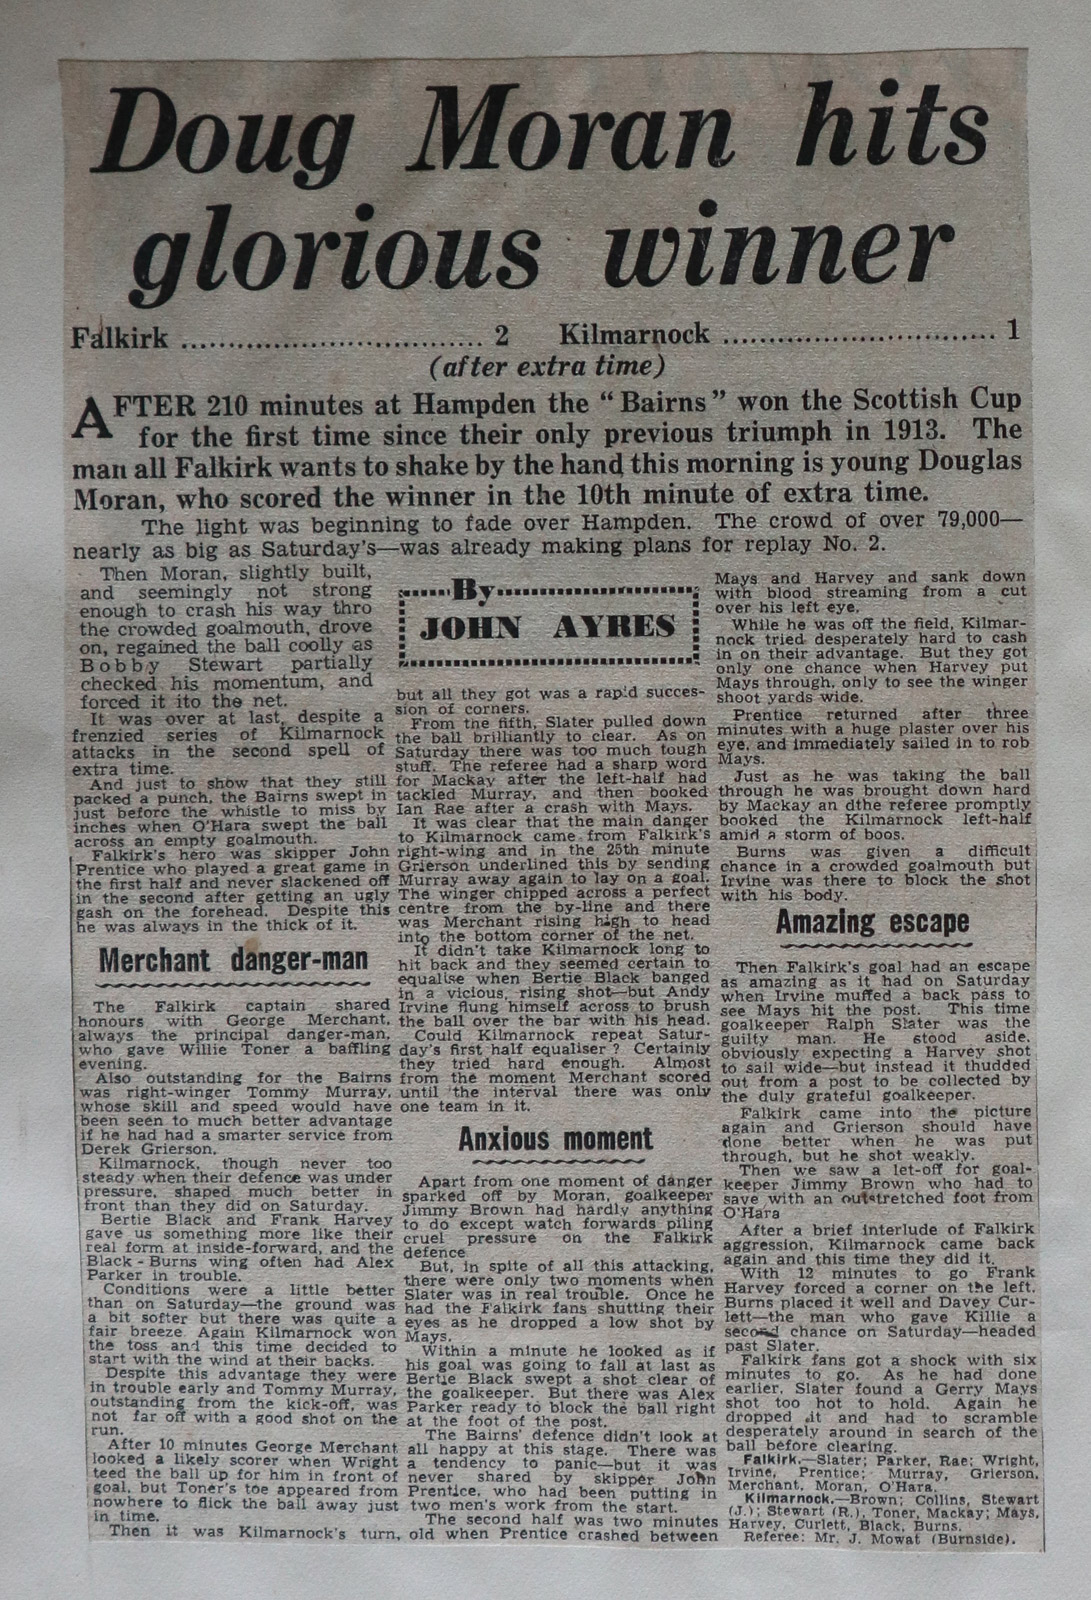 Doug Moran hits
glorious winner
Falkirk ................................ 2 Kilmarnock ............................. 1
(after extra time)
AFTER 210 minutes at Hampden the "Bairns" won the Scottish Cup
for the first time since their only previous triumph in 1913. The
man all Falkirk wants to shake by the hand this morning is young Douglas
Moran, who scored the winner in the 10th minute of extra time.
The light was beginning to fade over Hampden. The crowd of over 79,000—
nearly as big as Saturday's—was already making plans for replay No. 2.
Then Moran, slightly built,
and seemingly not strong
enough to crash his way thro
the crowded goalmouth, drove
on, regained the ball coolly as
Bobby Stewart partially
checked his momentum, and
forced it ito the net.
It was over at last, despite a
frenzied series of Kilmarnock
attacks in the second spell of
extra time.
And just to show that they still
packed a punch, the Bairns swept in
just before the whistle to miss by
inches when O'Hara swept the ball
across an empty goalmouth.
Falkirk's hero was skipper John
Prentice who played a great game in
the first half and never slackened off
in the second after getting an ugly
gash on the forehead. Despite this
he was always in the thick of it.
Merchant danger-man
The Falkirk captain shared
honours with George Merchant,
always the principal danger-man,
who gave Willie Toner a baffling
evening.
Also outstanding for the Bairns
was right-winger Tommy Murray,
whose skill and speed would have
been seen to much better advantage
if he had had a smarter service from
Derek Grierson.
Kilmarnock, though never too
steady when their defence was under
pressure, shaped much better in
front than they did on Saturday.
Bertie Black and Frank Harvey
gave us something more like their
real form at inside-forward, and the
Black-Burns wing often had Alex
Parker in trouble.
Conditions were a little better
than on Saturday—the ground was
a bit softer but there was quite a
fair breeze. Again Kilmarnock won
the toss and this time decided to
start with the wind at their backs.
Despite this advantage they were
in trouble early and Tommy Murray,
outstanding from the kick-off, was
not far off with a good shot on the
run.
After 10 minutes George Merchant
looked a likely scorer when Wright
teed the ball up for him in front of
goal, but Toner's toe appeared from
nowhere to flick the ball away just
in time.
Then it was Kilmarnock's turn,
By
JOHN AYRES
but all they got was a rapid succes-
sion of corners.
From the fifth, Slater pulled down
the ball brilliantly to clear. As on
Saturday there was too much tough
stuff. The referee had a sharp word
for Mackay after the left-half had
tackled Murray, and then booked
Ian Rae after a crash with Mays.
It was clear that the main danger
to Kilmarnock came from Falkirk's
right-wing and in the 25th minute
Grierson underlined this by sending
Murray away again to lay on a goal.
The winger chipped across a perfect
centre from the by-line and there
was Merchant rising high to head
into the bottom corner of the net.
It didn't take Kilmarnock long to
hit back and they seemed certain to
equalise when Bertie Black banged
in a vicious, rising shot—but Andy
Irvine flung himself across to brush
the ball over the bar with his head.
Could Kilmarnock repeat Satur-
day's first half equaliser? Certainly
they tried hard enough. Almost
from the moment Merchant scored
until the interval there was only
one team in it.
Anxious moment
Apart from one moment of danger
sparked off by Moran, goalkeeper
Jimmy Brown had hardly anything
to do except watch forwards piling
cruel pressure on the Falkirk
defence
But, in spite of all this attacking,
there were only two moments when
Slater was in real trouble. Once he
had the Falkirk fans shutting their
eyes as he dropped a low shot by
Mays.
Within a minute he looked as if
his goal was going to fall at last as
Bertie Black swept a shot clear of
the goalkeeper. But there was Alex
Parker ready to block the ball right
at the foot of the post.
The Bairns' defence didn't look at
all happy at this stage. There was
a tendency to panic—but it was
never shared by skipper John
Prentice, who had been putting in
two men's work from the start.
The second half was two minutes
old when Prentice crashed between
Mays and Harvey and sank down
with blood streaming from a cut
over his left eye.
While he was off the field, Kilmar-
nock tried desperately hard to cash
in on their advantage. But they got
only one chance when Harvey put
Mays through, only to see the winger
shoot yards wide.
Prentice returned after three
minutes with a huge plaster over his
eye, and immediately sailed in to rob
Mays.
Just as he was taking the ball
through he was brought down hard
by Mackay an dthe referee promptly
booked the Kilmarnock left-half
amid a storm of boos.
Burns was given a difficult
chance in a crowded goalmouth but
Irvine was there to block the shot
with his body.
Amazing escape
Then Falkirk's goal had an escape
as amazing as it had on Saturday
when Irvine muffed a back pass to
see Mays hit the post. This time
goalkeeper Ralph Slater was the
guilty man. He stood aside,
obviously expecting a Harvey shot
to sail wide—but instead it thudded
out from a post to be collected by
the duly grateful goalkeeper.
Falkirk came into the picture
again and Grierson should have
done better when he was put
through, but he shot weakly.
Then we saw a let-off for goal-
keeper Jimmy Brown who had to
save with an outstretched foot from
O'Hara
After a brief interlude of Falkirk
aggression, Kilmarnock came back
again and this time they did it.
With 12 minutes to go Frank
Harvey forced a corner on the left.
Burns placed it well and Davey Cur-
lett—the man who gave Killie a
second chance on Saturday—headed
past Slater.
Falkirk fans got a shock with six
minutes to go. As he had done
earlier, Slater found a Gerry Mays
shot too hot to hold. Again he
dropped it and had to scramble
desperately around in search of the
ball before clearing.
Falkirk.—Slater; Parker, Rae; Wright,
Irvine, Prentice; Murray, Grierson,
Merchant, Moran, O'Hara.
Kilmarnock.—Brown; Collins, Stewart
(J.); Stewart (R.), Toner, Mackay; Mays,
Harvey, Curlett, Black, Burns.
Referee: Mr. J. Mowat (Burnside).